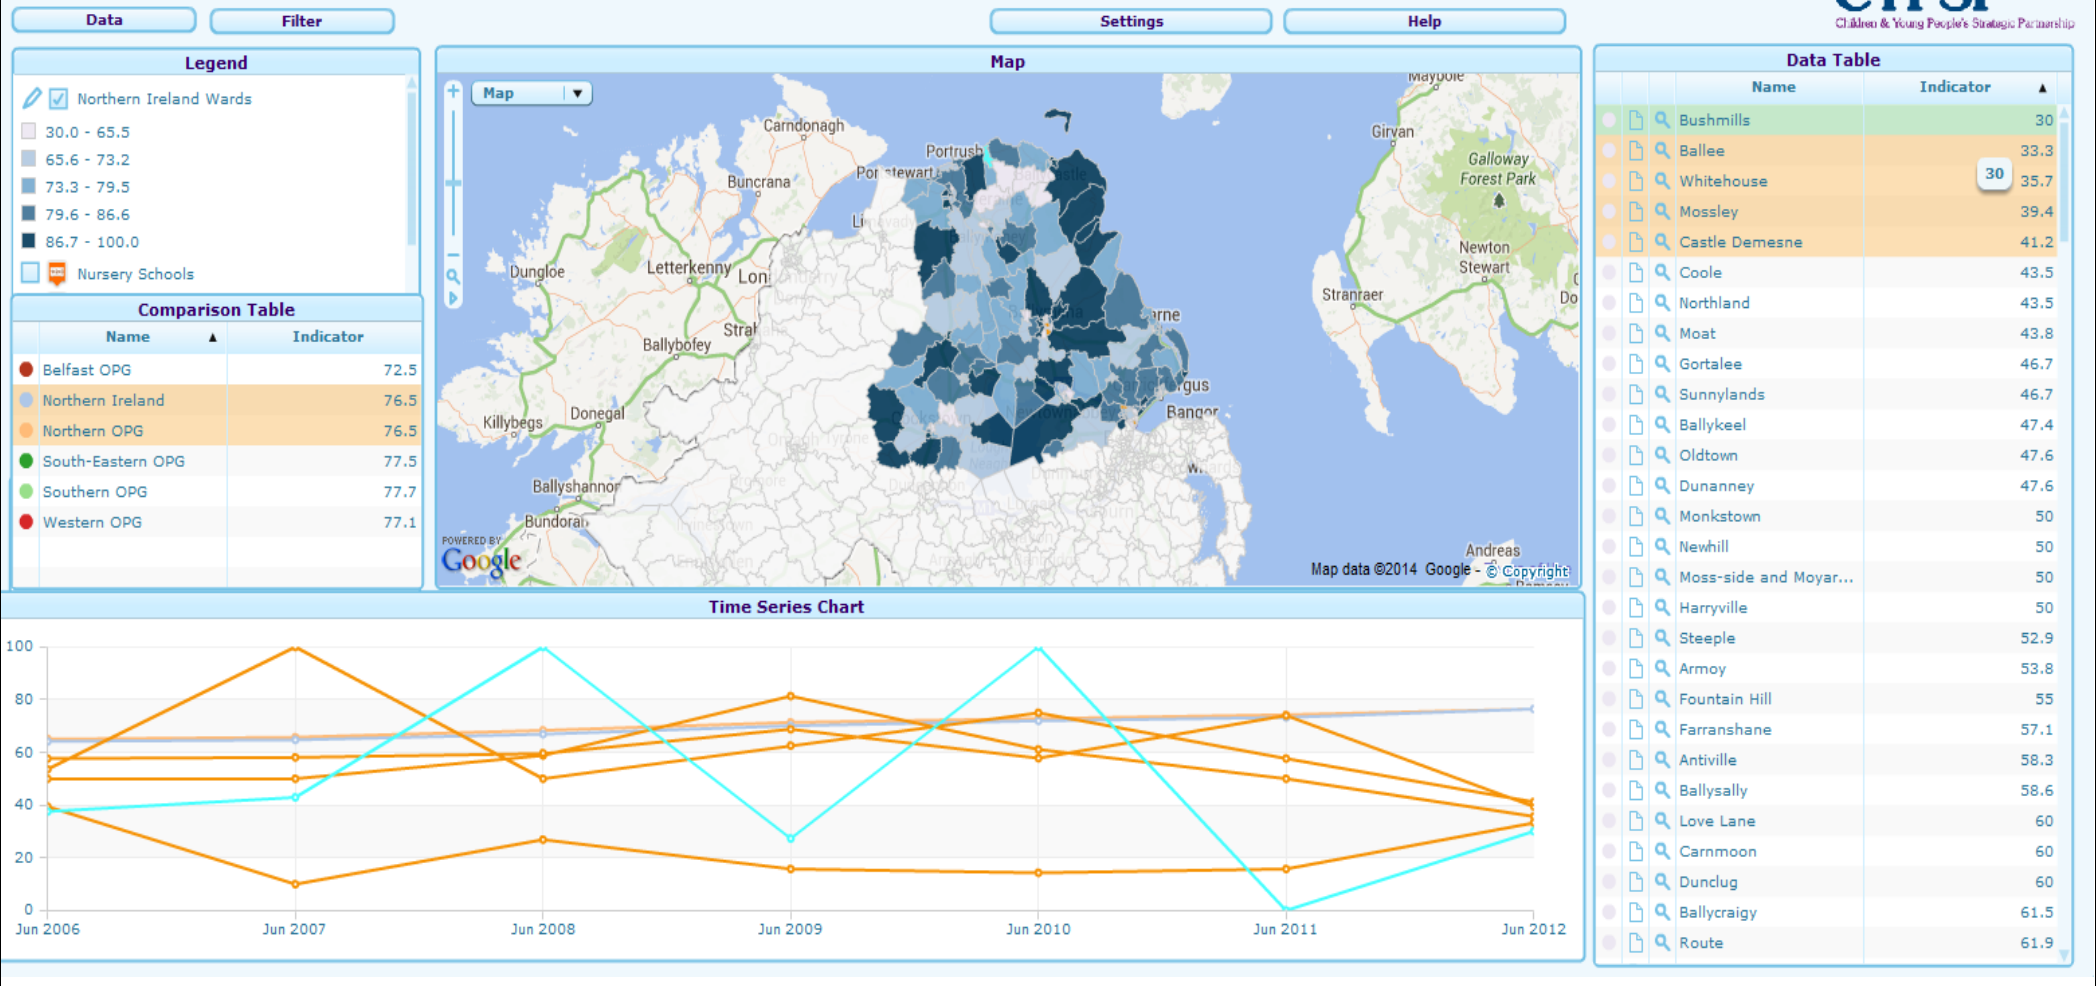 Data
Filter
Settings
Help
Children & Young People's Strategic Partnership
Legend
Northern Ireland Wards
30.0 - 65.5
65.6 - 73.2
73.3 - 79.5
79.6 - 86.6
86.7 - 100.0
Nursery Schools
Comparison Table
Name ▲ Indicator
Belfast OPG 72.5
Northern Ireland 76.5
Northern OPG 76.5
South-Eastern OPG 77.5
Southern OPG 77.7
Western OPG 77.1
Map
Map
Maybole
Carndonagh
Girvan
Portrush
Galloway
Forest Park
Buncrana
Newton
Stewart
Dungloe
Letterkenny
Stranraer
Ballybofey
Killybegs
Donegal
Bangor
Ballyshannon
Bundoran
Andreas
POWERED BY
Google
Map data ©2014 Google - © Copyright
Data Table
Name Indicator ▲
Bushmills 30
Ballee 33.3
30
Whitehouse 35.7
Mossley 39.4
Castle Demesne 41.2
Coole 43.5
Northland 43.5
Moat 43.8
Gortalee 46.7
Sunnylands 46.7
Ballykeel 47.4
Oldtown 47.6
Dunanney 47.6
Monkstown 50
Newhill 50
Moss-side and Moyar... 50
Harryville 50
Steeple 52.9
Armoy 53.8
Fountain Hill 55
Farranshane 57.1
Antiville 58.3
Ballysally 58.6
Love Lane 60
Carnmoon 60
Dunclug 60
Ballycraigy 61.5
Route 61.9
Time Series Chart
100
80
60
40
20
0
Jun 2006 Jun 2007 Jun 2008 Jun 2009 Jun 2010 Jun 2011 Jun 2012